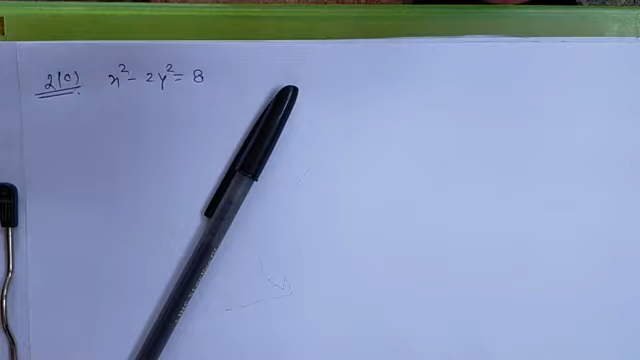 2(c) x² - 2y² = 8